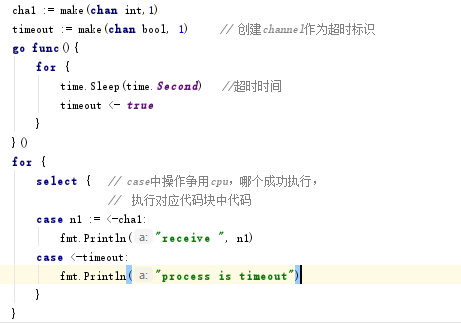 cha1 := make(chan int,1)
timeout := make(chan bool, 1)    // 创建channel作为超时标识
go func(){
    for {
        time.Sleep(time.Second)   //超时时间
        timeout <- true
    }
}()
for {
    select {  // case中操作争用cpu，哪个成功执行，
              // 执行对应代码块中代码
    case n1 := <-cha1:
        fmt.Println( a: "receive ", n1)
    case <-timeout:
        fmt.Println( a: "process is timeout")
    }
}